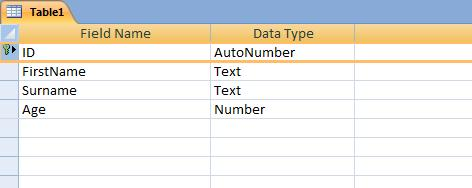 Table1
Field Name Data Type
ID AutoNumber
FirstName Text
Surname Text
Age Number